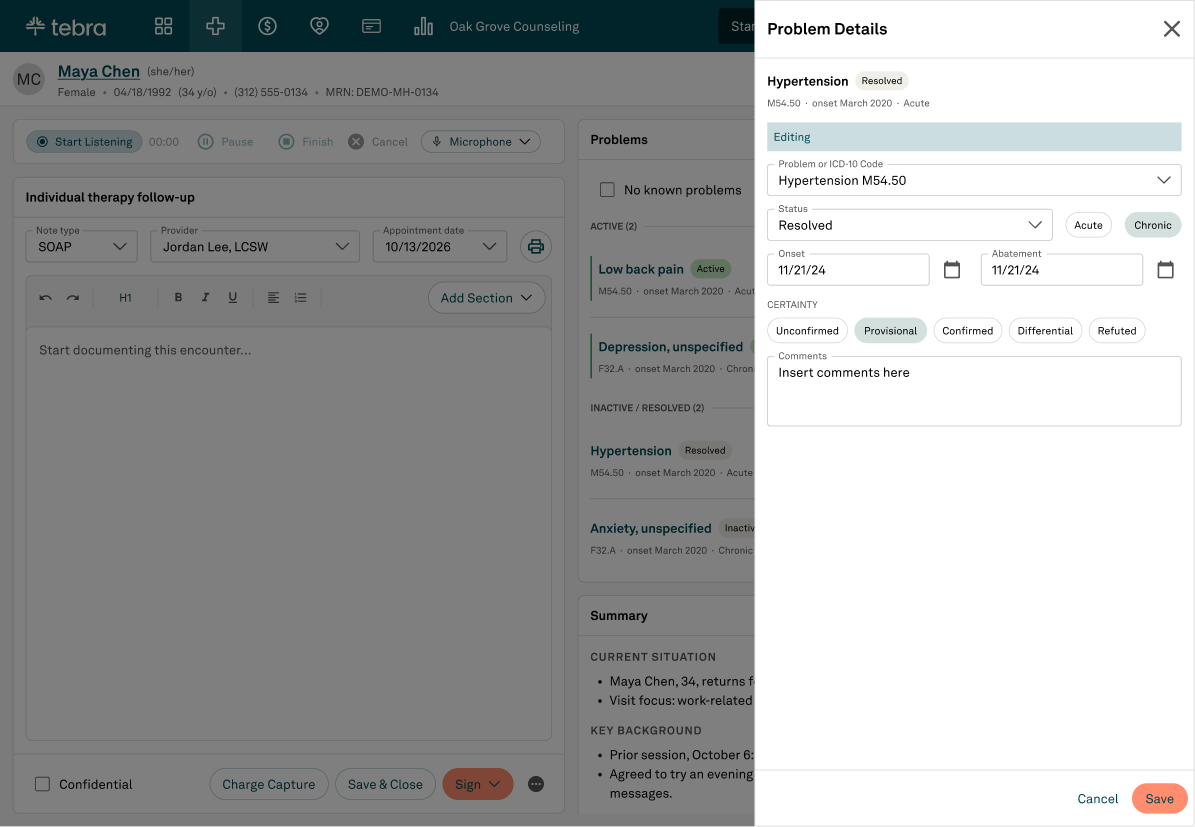 tebra
Oak Grove Counseling
MC
Maya Chen (she/her)
Female • 04/18/1992 (34 y/o) • (312) 555-0134 • MRN: DEMO-MH-0134
Start Listening 00:00 Pause Finish Cancel Microphone
Individual therapy follow-up
Note type
SOAP
Provider
Jordan Lee, LCSW
Appointment date
10/13/2026
H1 B I U
Add Section
Start documenting this encounter...
Confidential
Charge Capture
Save & Close
Sign
Problems
No known problems
ACTIVE (2)
Low back pain Active
M54.50 · onset March 2020 ·
Depression, unspecified
F32.A · onset March 2020 ·
INACTIVE / RESOLVED (2)
Hypertension Resolved
M54.50 · onset March 2020 · Acute
Anxiety, unspecified
F32.A · onset March 2020 · Chronic
Summary
CURRENT SITUATION
• Maya Chen, 34, returns
• Visit focus: work-related
KEY BACKGROUND
• Prior session, October 6:
• Agreed to try an evening
messages.
Problem Details
Hypertension Resolved
M54.50 · onset March 2020 · Acute
Editing
Problem or ICD-10 Code
Hypertension M54.50
Status
Resolved
Acute
Chronic
Onset
11/21/24
Abatement
11/21/24
CERTAINTY
Unconfirmed Provisional Confirmed Differential Refuted
Comments
Insert comments here
Cancel
Save